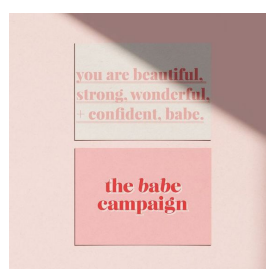 you are beautiful,
strong, wonderful,
+ confident, babe.
the babe
campaign